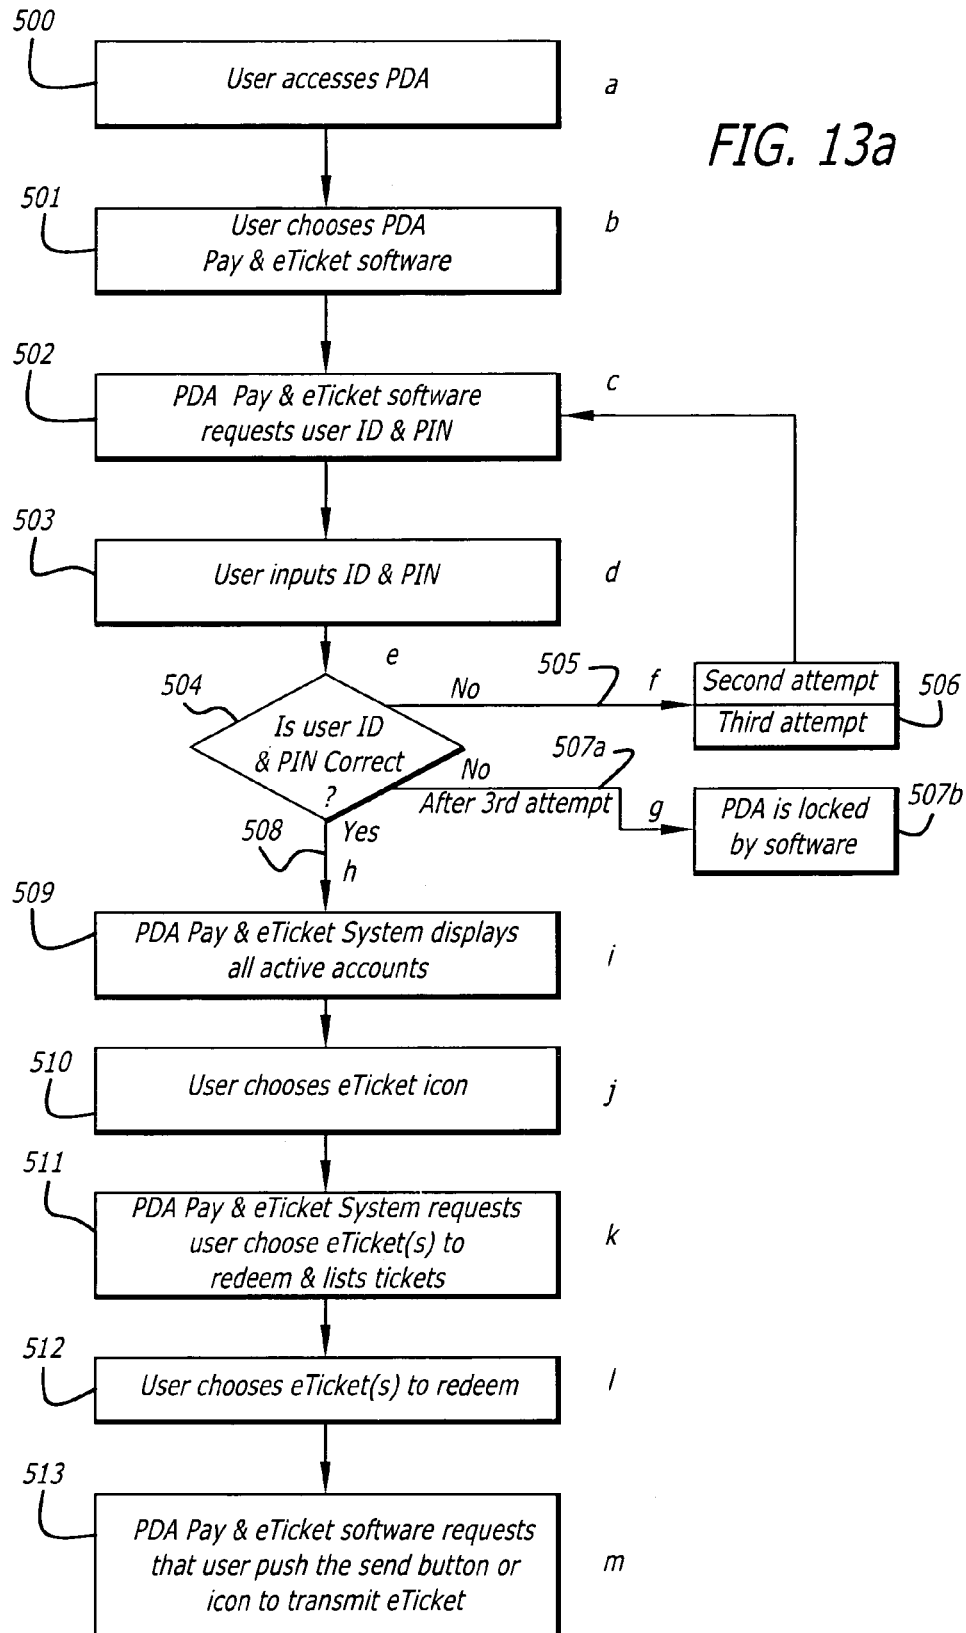 500
User accesses PDA
a
FIG. 13a
501
User chooses PDA
Pay & eTicket software
b
502
PDA Pay & eTicket software
requests user ID & PIN
c
503
User inputs ID & PIN
d
e
504
Is user ID
& PIN Correct
?
No
505
f
Second attempt
Third attempt
506
No
After 3rd attempt
507a
g
PDA is locked
by software
507b
508
Yes
h
509
PDA Pay & eTicket System displays
all active accounts
i
510
User chooses eTicket icon
j
511
PDA Pay & eTicket System requests
user choose eTicket(s) to
redeem & lists tickets
k
512
User chooses eTicket(s) to redeem
l
513
PDA Pay & eTicket software requests
that user push the send button or
icon to transmit eTicket
m